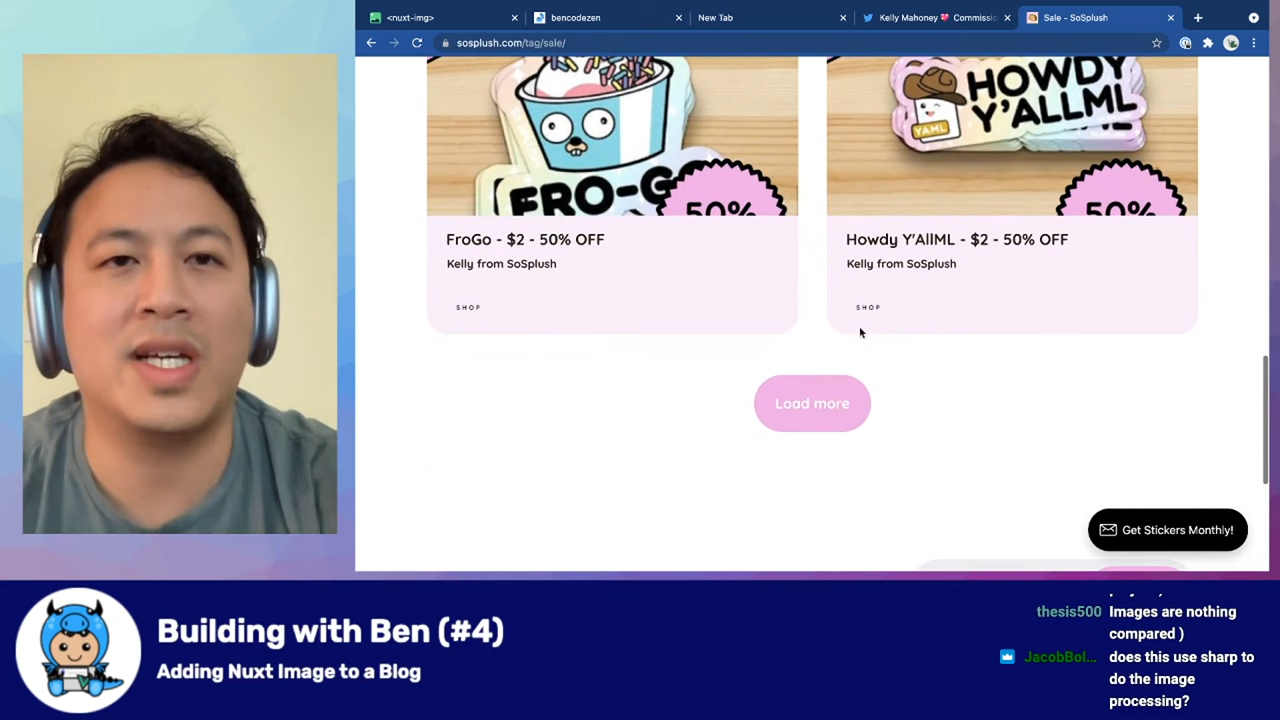 <nuxt-img>
bencodezen
New Tab
Kelly Mahoney 💖 Commissio
Sale - SoSplush
sosplush.com/tag/sale/
FRO-GO
HOWDY
Y'ALLML
YAML
50%
50%
FroGo - $2 - 50% OFF
Kelly from SoSplush
SHOP
Howdy Y'AllML - $2 - 50% OFF
Kelly from SoSplush
SHOP
Load more
Get Stickers Monthly!
Building with Ben (#4)
Adding Nuxt Image to a Blog
thesis500 Images are nothing
compared )
JacobBol... does this use sharp to
do the image
processing?